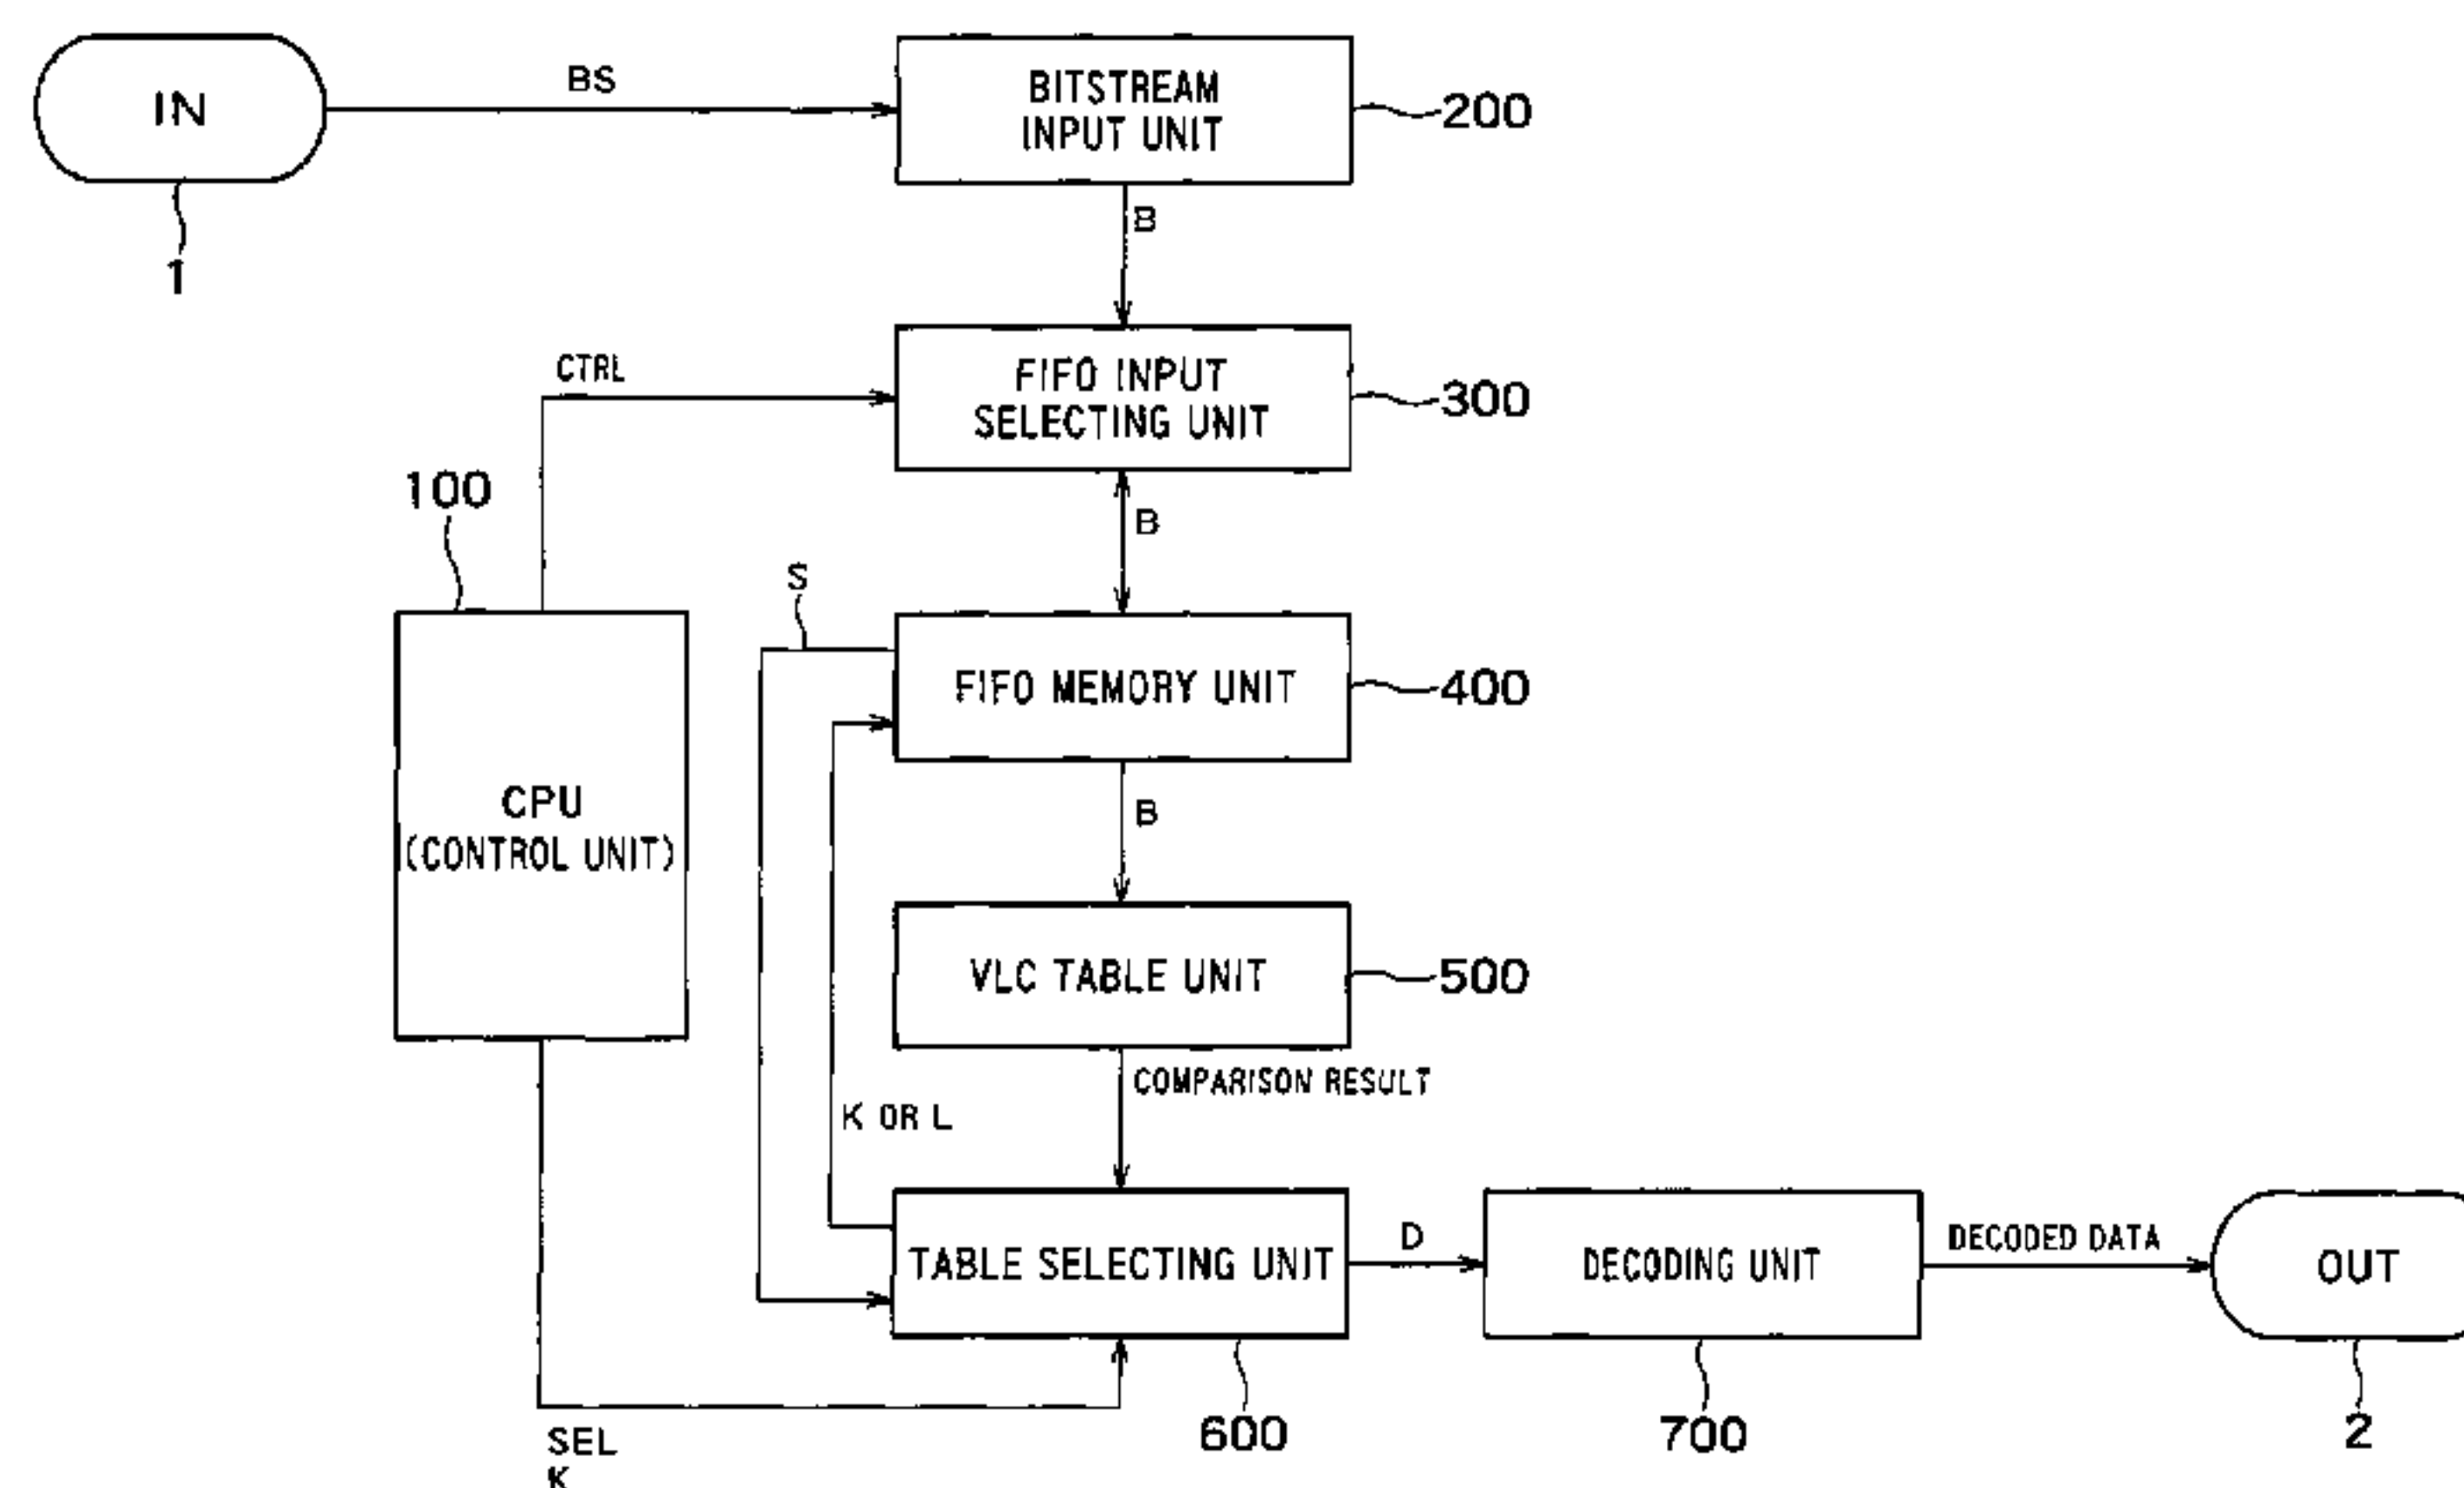 IN
BS
BITSTREAM
INPUT UNIT
200
1
B
CTRL
FIFO INPUT
SELECTING UNIT
300
100
B
S
FIFO MEMORY UNIT
400
CPU
(CONTROL UNIT)
B
VLC TABLE UNIT
500
COMPARISON RESULT
K OR L
TABLE SELECTING UNIT
D
DECODING UNIT
DECODED DATA
OUT
600
700
2
SEL
K